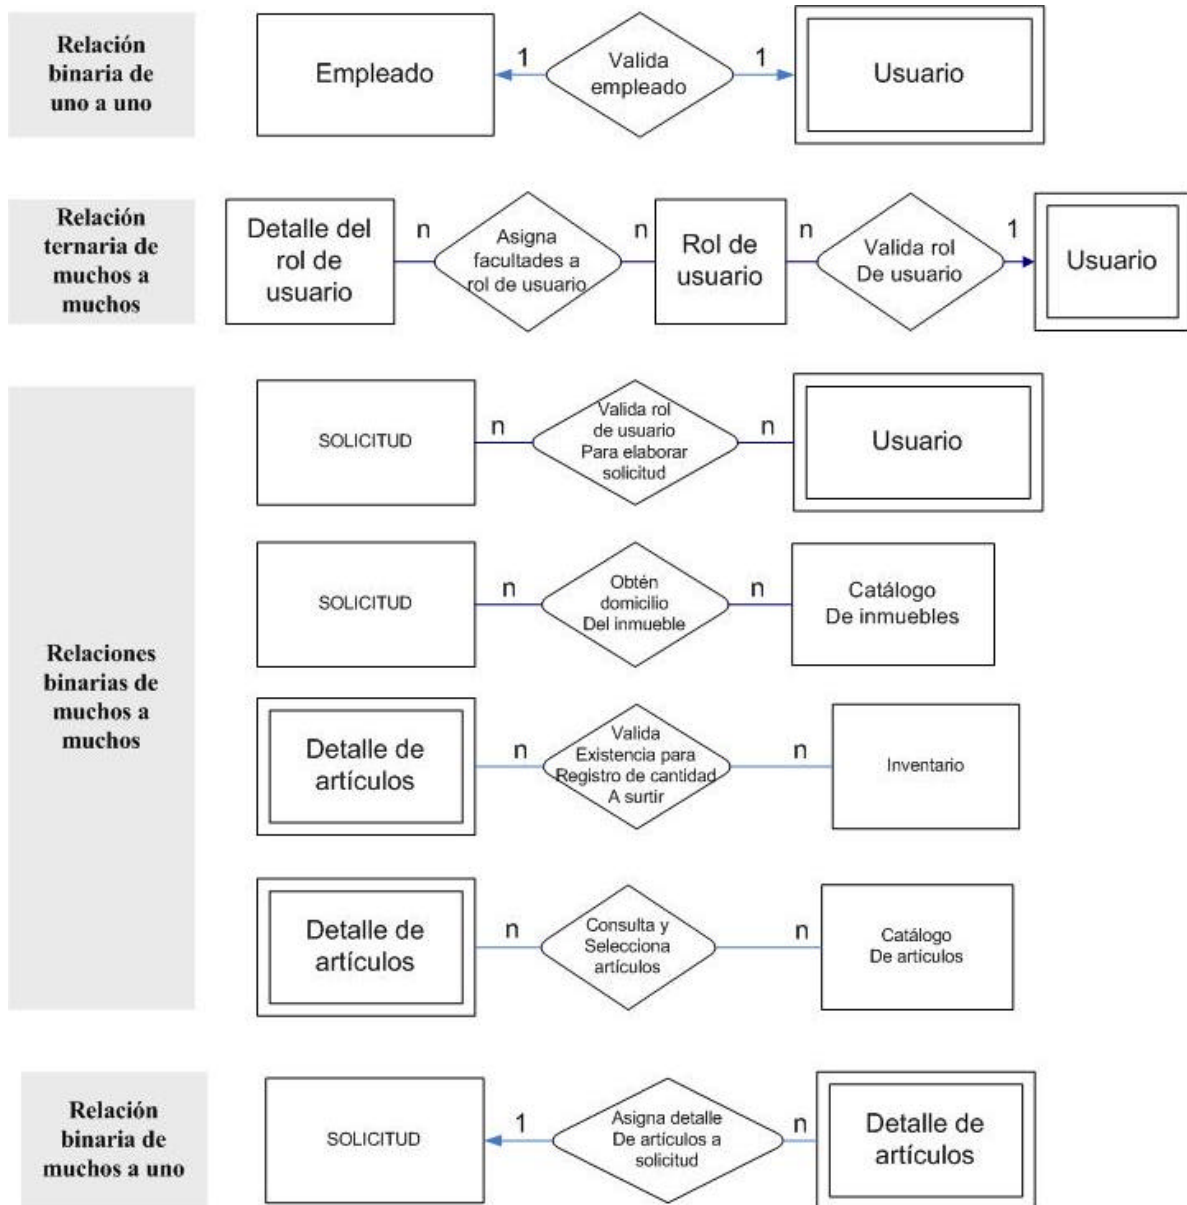 Relación
binaria de
uno a uno
Empleado
1
Valida
empleado
1
Usuario
Relación
ternaria de
muchos a
muchos
Detalle del
rol de
usuario
n
Asigna
facultades a
rol de usuario
n
Rol de
usuario
n
Valida rol
De usuario
1
Usuario
Relaciones
binarias de
muchos a
muchos
SOLICITUD
n
Valida rol
de usuario
Para elaborar
solicitud
n
Usuario
SOLICITUD
n
Obtén
domicilio
Del inmueble
n
Catálogo
De inmuebles
Detalle de
artículos
n
Valida
Existencia para
Registro de cantidad
A surtir
n
Inventario
Detalle de
artículos
n
Consulta y
Selecciona
artículos
n
Catálogo
De artículos
Relación
binaria de
muchos a uno
SOLICITUD
1
Asigna detalle
De artículos a
solicitud
n
Detalle de
artículos